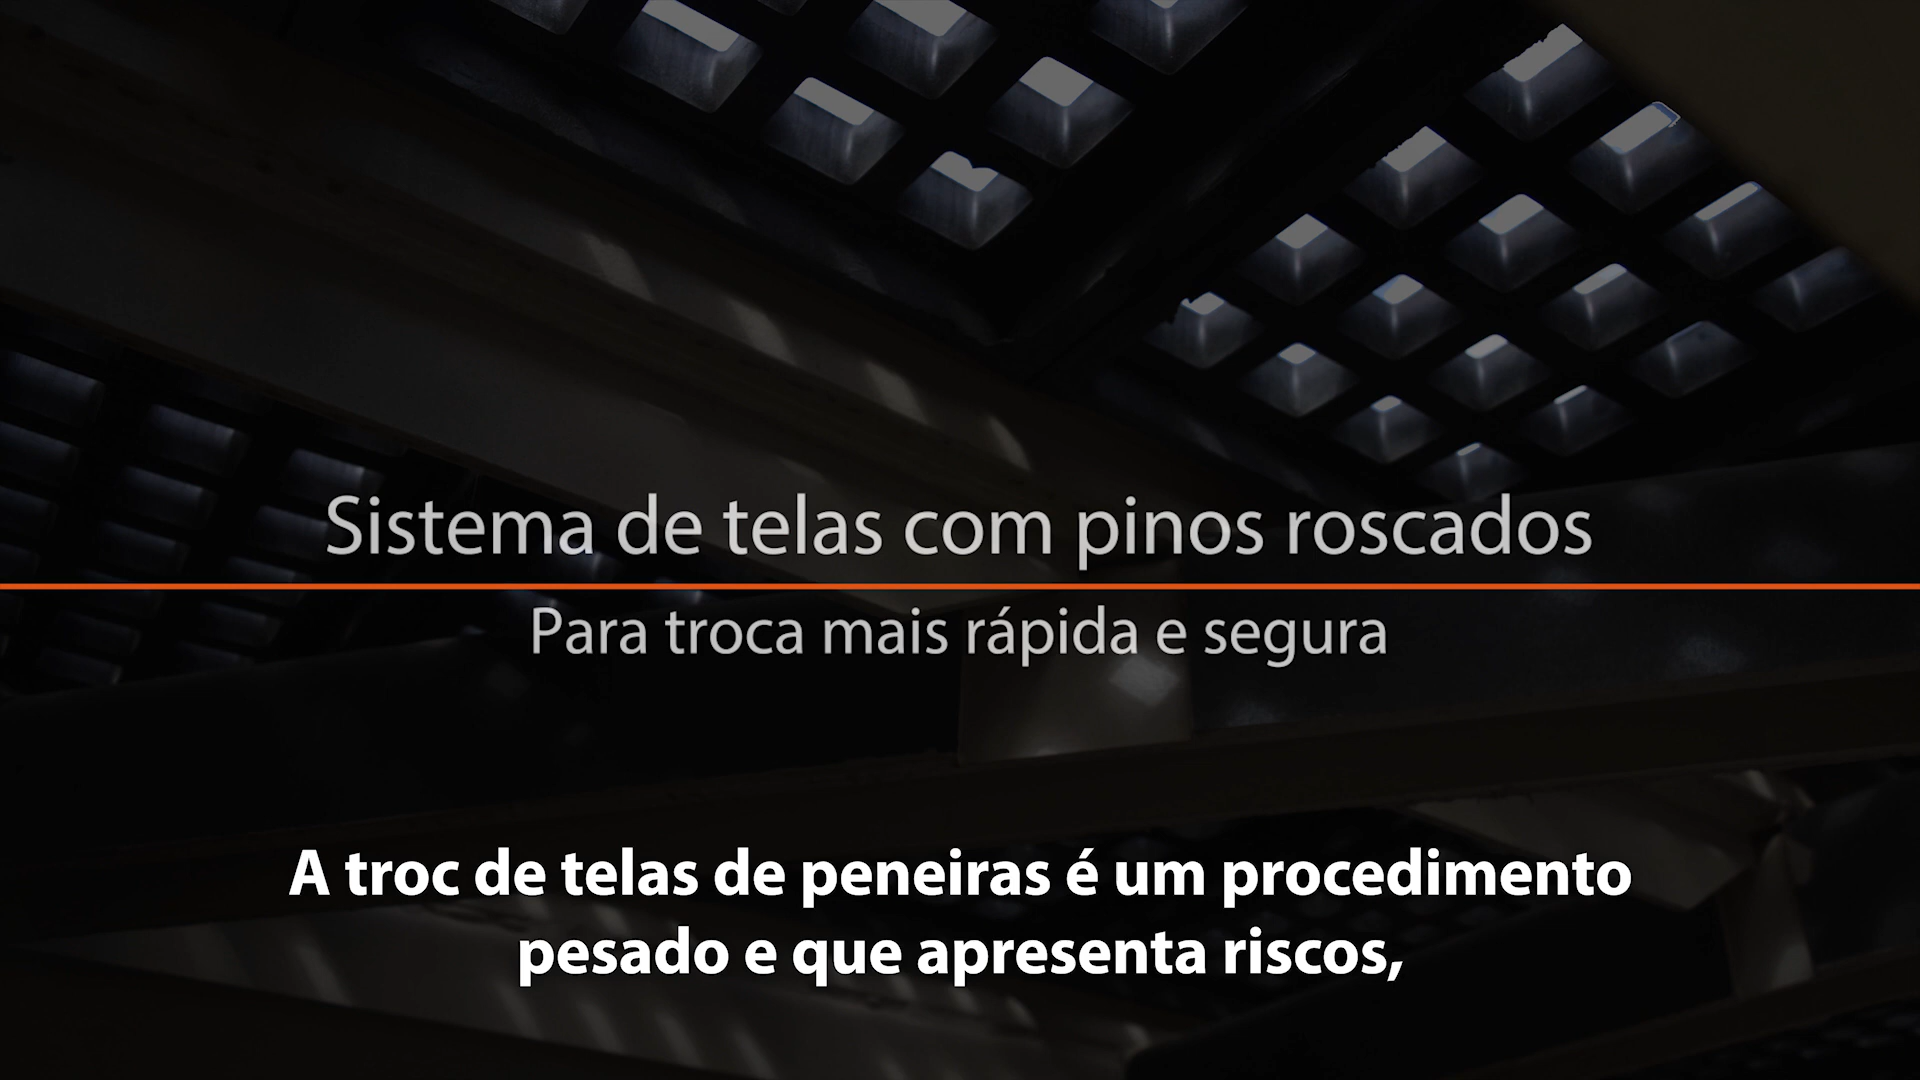 Sistema de telas com pinos roscados
Para troca mais rápida e segura
A troc de telas de peneiras é um procedimento
pesado e que apresenta riscos,